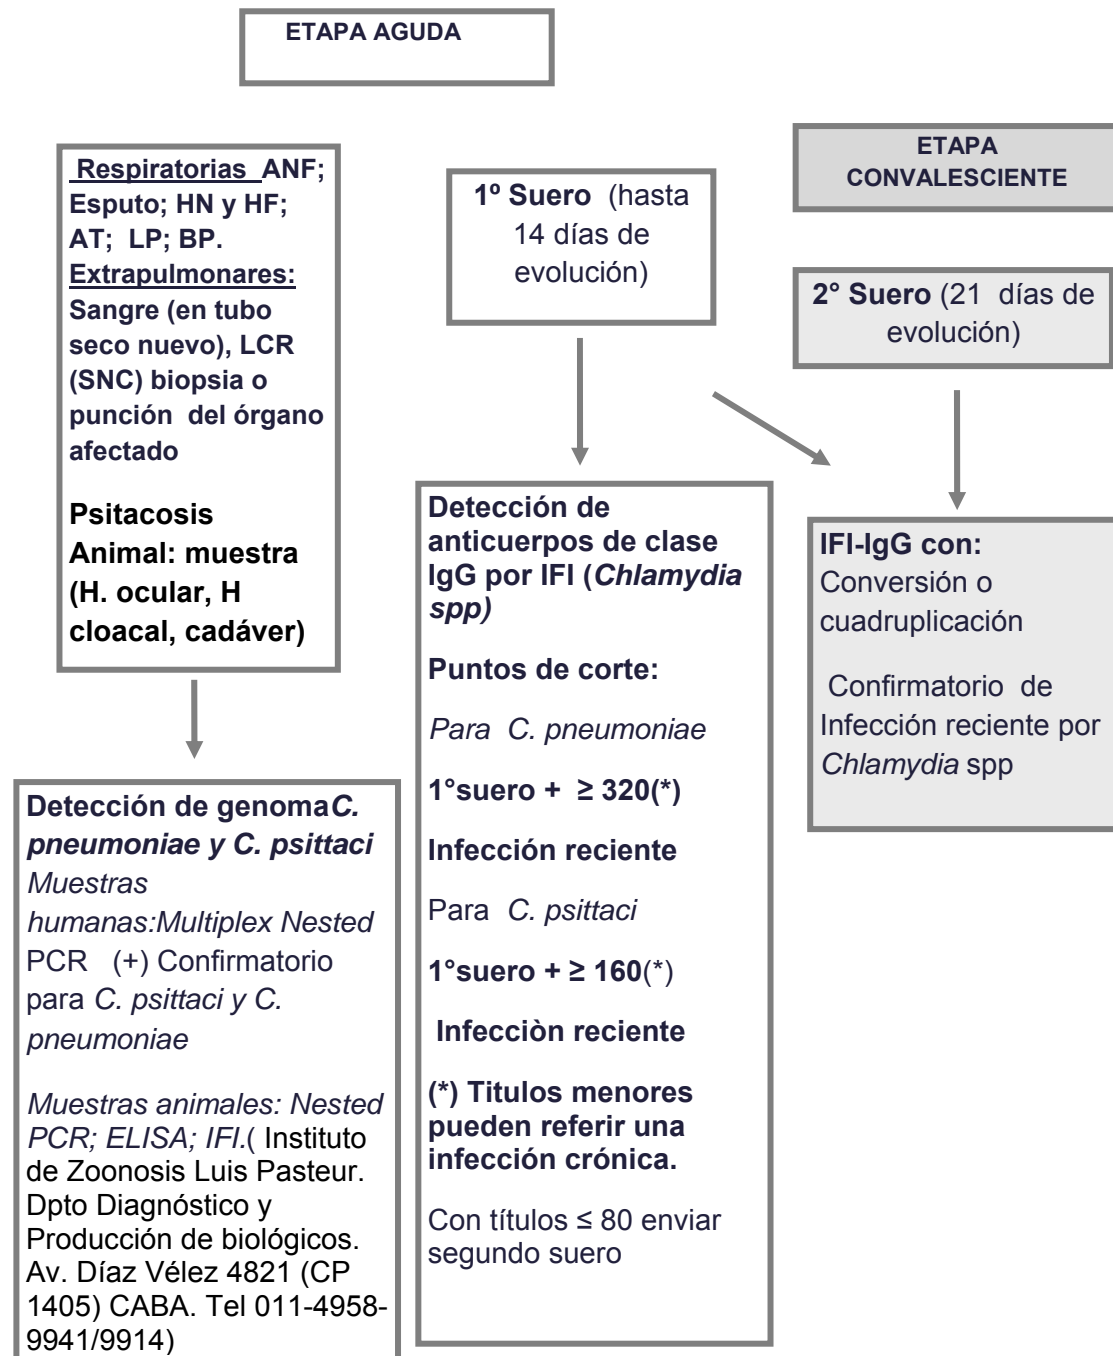 ETAPA AGUDA
Respiratorias ANF;
Esputo; HN y HF;
AT; LP; BP.
Extrapulmonares:
Sangre (en tubo
seco nuevo), LCR
(SNC) biopsia o
punción del órgano
afectado
Psitacosis
Animal: muestra
(H. ocular, H
cloacal, cadáver)
1º Suero (hasta
14 días de
evolución)
ETAPA
CONVALESCIENTE
2° Suero (21 días de
evolución)
Detección de genomaC.
pneumoniae y C. psittaci
Muestras
humanas:Multiplex Nested
PCR (+) Confirmatorio
para C. psittaci y C.
pneumoniae
Muestras animales: Nested
PCR; ELISA; IFI.( Instituto
de Zoonosis Luis Pasteur.
Dpto Diagnóstico y
Producción de biológicos.
Av. Díaz Vélez 4821 (CP
1405) CABA. Tel 011-4958-
9941/9914)
Detección de
anticuerpos de clase
IgG por IFI (Chlamydia
spp)
Puntos de corte:
Para C. pneumoniae
1°suero + ≥ 320(*)
Infección reciente
Para C. psittaci
1°suero + ≥ 160(*)
Infecciòn reciente
(*) Titulos menores
pueden referir una
infección crónica.
Con títulos ≤ 80 enviar
segundo suero
IFI-IgG con:
Conversión o
cuadruplicación
Confirmatorio de
Infección reciente por
Chlamydia spp